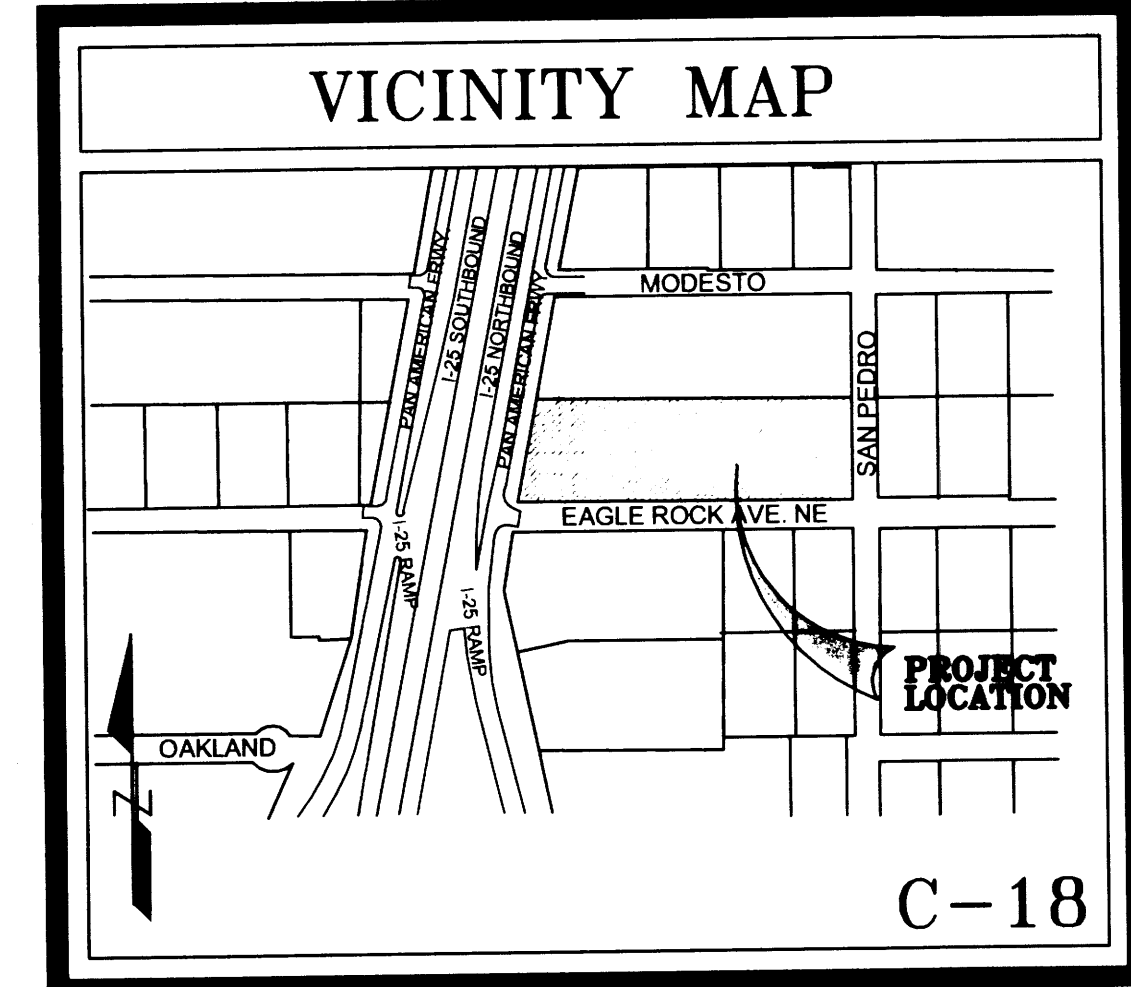 VICINITY MAP
MODESTO
PAN AMERICAN FRWY.
I-25 SOUTHBOUND
I-25 NORTHBOUND
PAN AMERICAN FRWY.
SAN PEDRO
EAGLE ROCK AVE. NE
I-25 RAMP
I-25 RAMP
PROJECT
LOCATION
OAKLAND
N
C-18